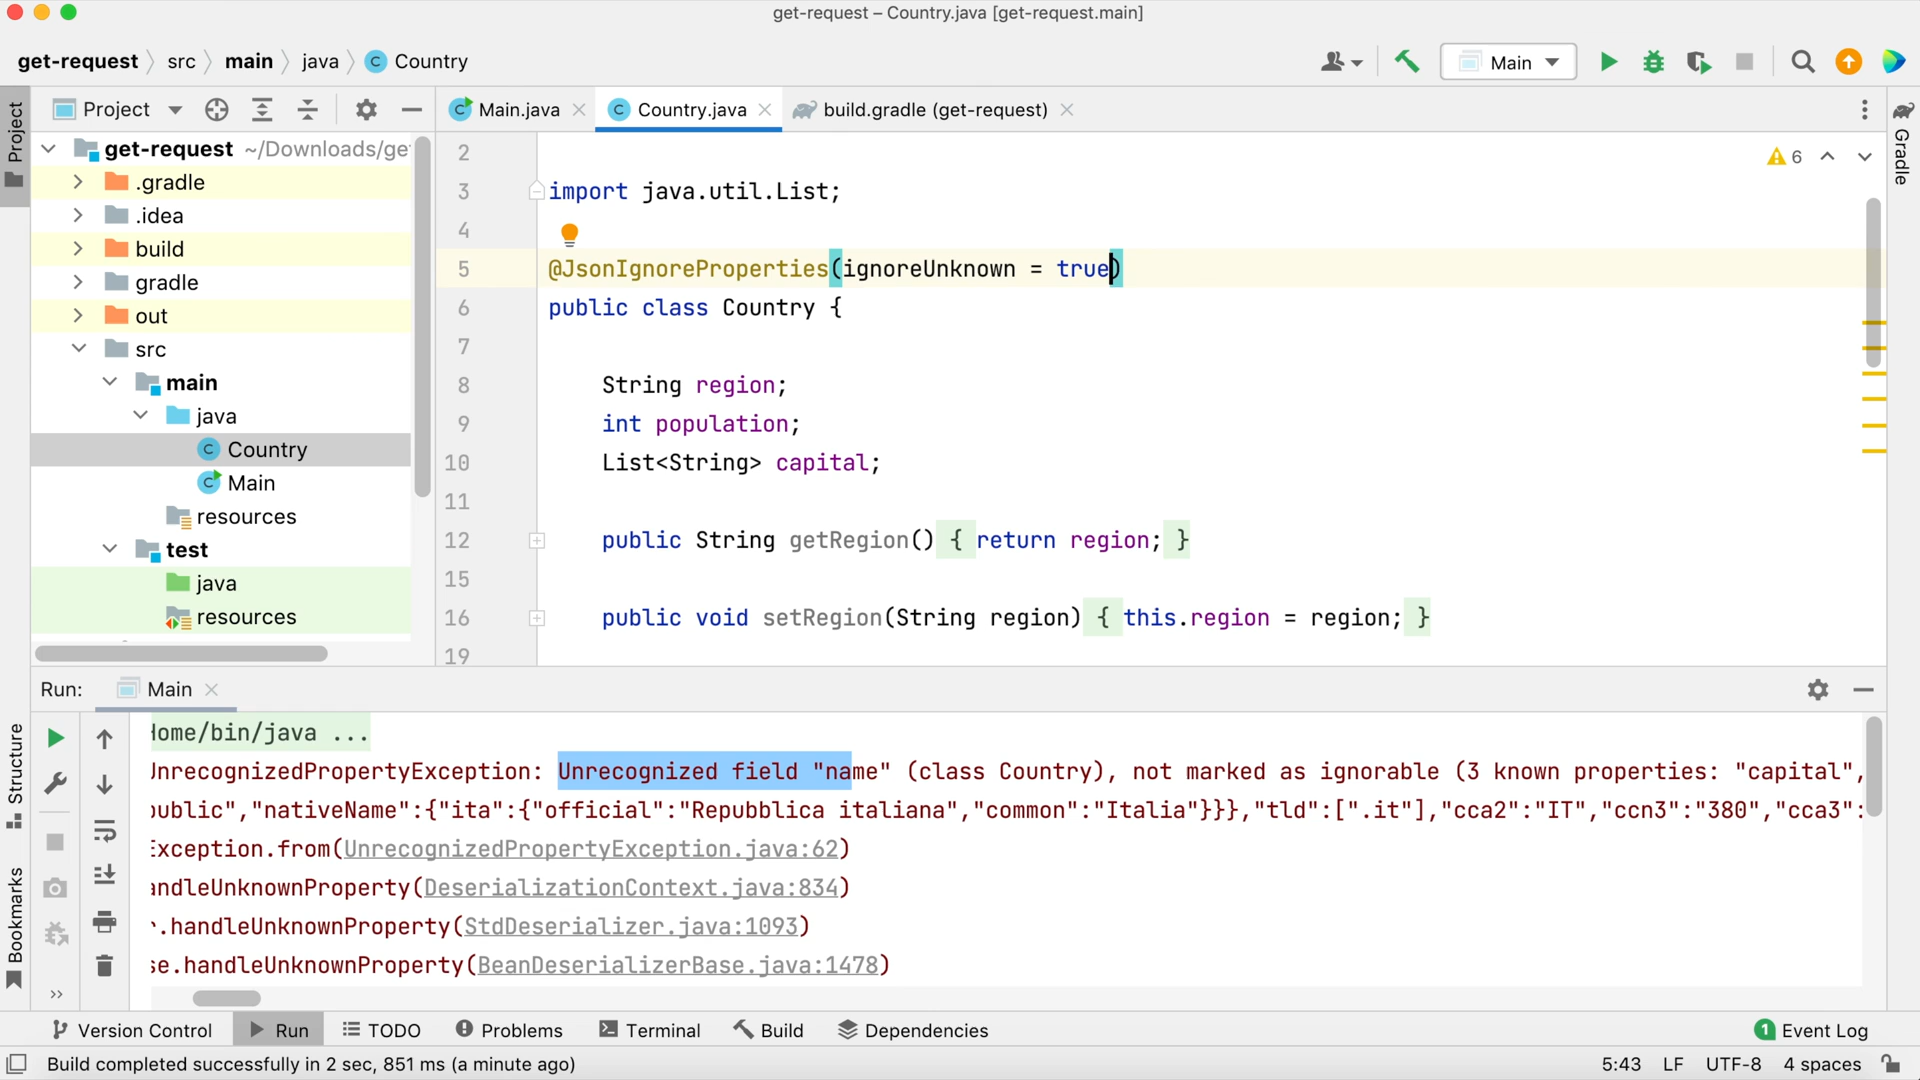 get-request – Country.java [get-request.main]
get-request src main java Country
Main
Project
Main.java
Country.java
build.gradle (get-request)
Project
Gradle
get-request ~/Downloads/ge
.gradle
.idea
build
gradle
out
src
main
java
Country
Main
resources
test
java
resources
6
2
3 import java.util.List;
4
5 @JsonIgnoreProperties(ignoreUnknown = true)
6 public class Country {
7
8 String region;
9 int population;
10 List<String> capital;
11
12 public String getRegion() { return region; }
15
16 public void setRegion(String region) { this.region = region; }
19
Run: Main
Structure
Bookmarks
Home/bin/java ...
UnrecognizedPropertyException: Unrecognized field "name" (class Country), not marked as ignorable (3 known properties: "capital",
public","nativeName":{"ita":{"official":"Repubblica italiana","common":"Italia"}}},"tld":[".it"],"cca2":"IT","ccn3":"380","cca3":
Exception.from(UnrecognizedPropertyException.java:62)
andleUnknownProperty(DeserializationContext.java:834)
r.handleUnknownProperty(StdDeserializer.java:1093)
se.handleUnknownProperty(BeanDeserializerBase.java:1478)
Version Control
Run
TODO
Problems
Terminal
Build
Dependencies
1 Event Log
Build completed successfully in 2 sec, 851 ms (a minute ago)
5:43 LF UTF-8 4 spaces